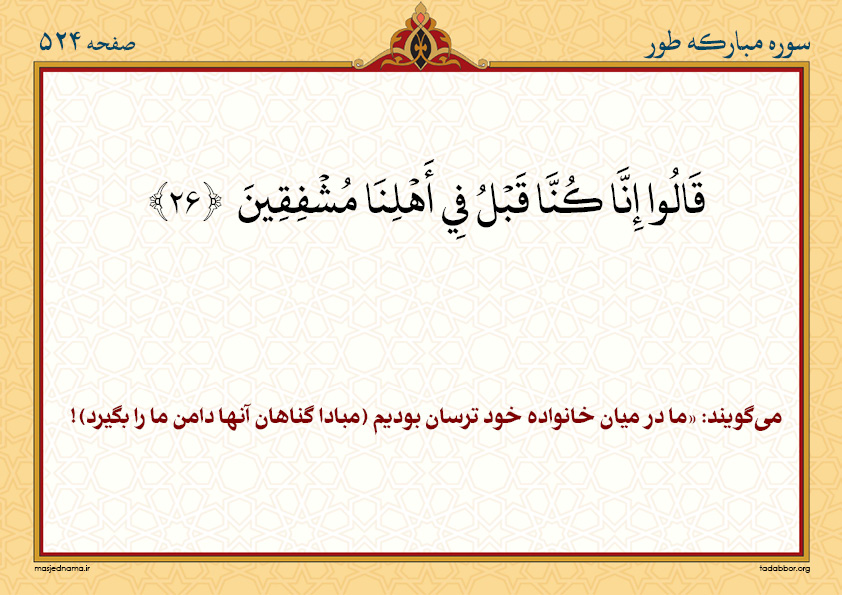 سوره مبارکه طور
صفحه ۵۲۴
قَالُوا إِنَّا كُنَّا قَبْلُ فِي أَهْلِنَا مُشْفِقِينَ ﴿۲۶﴾
می‌گویند: «ما در میان خانواده خود ترسان بودیم (مبادا گناهان آنها دامن ما را بگیرد)!
masjednama.ir
tadabbor.org